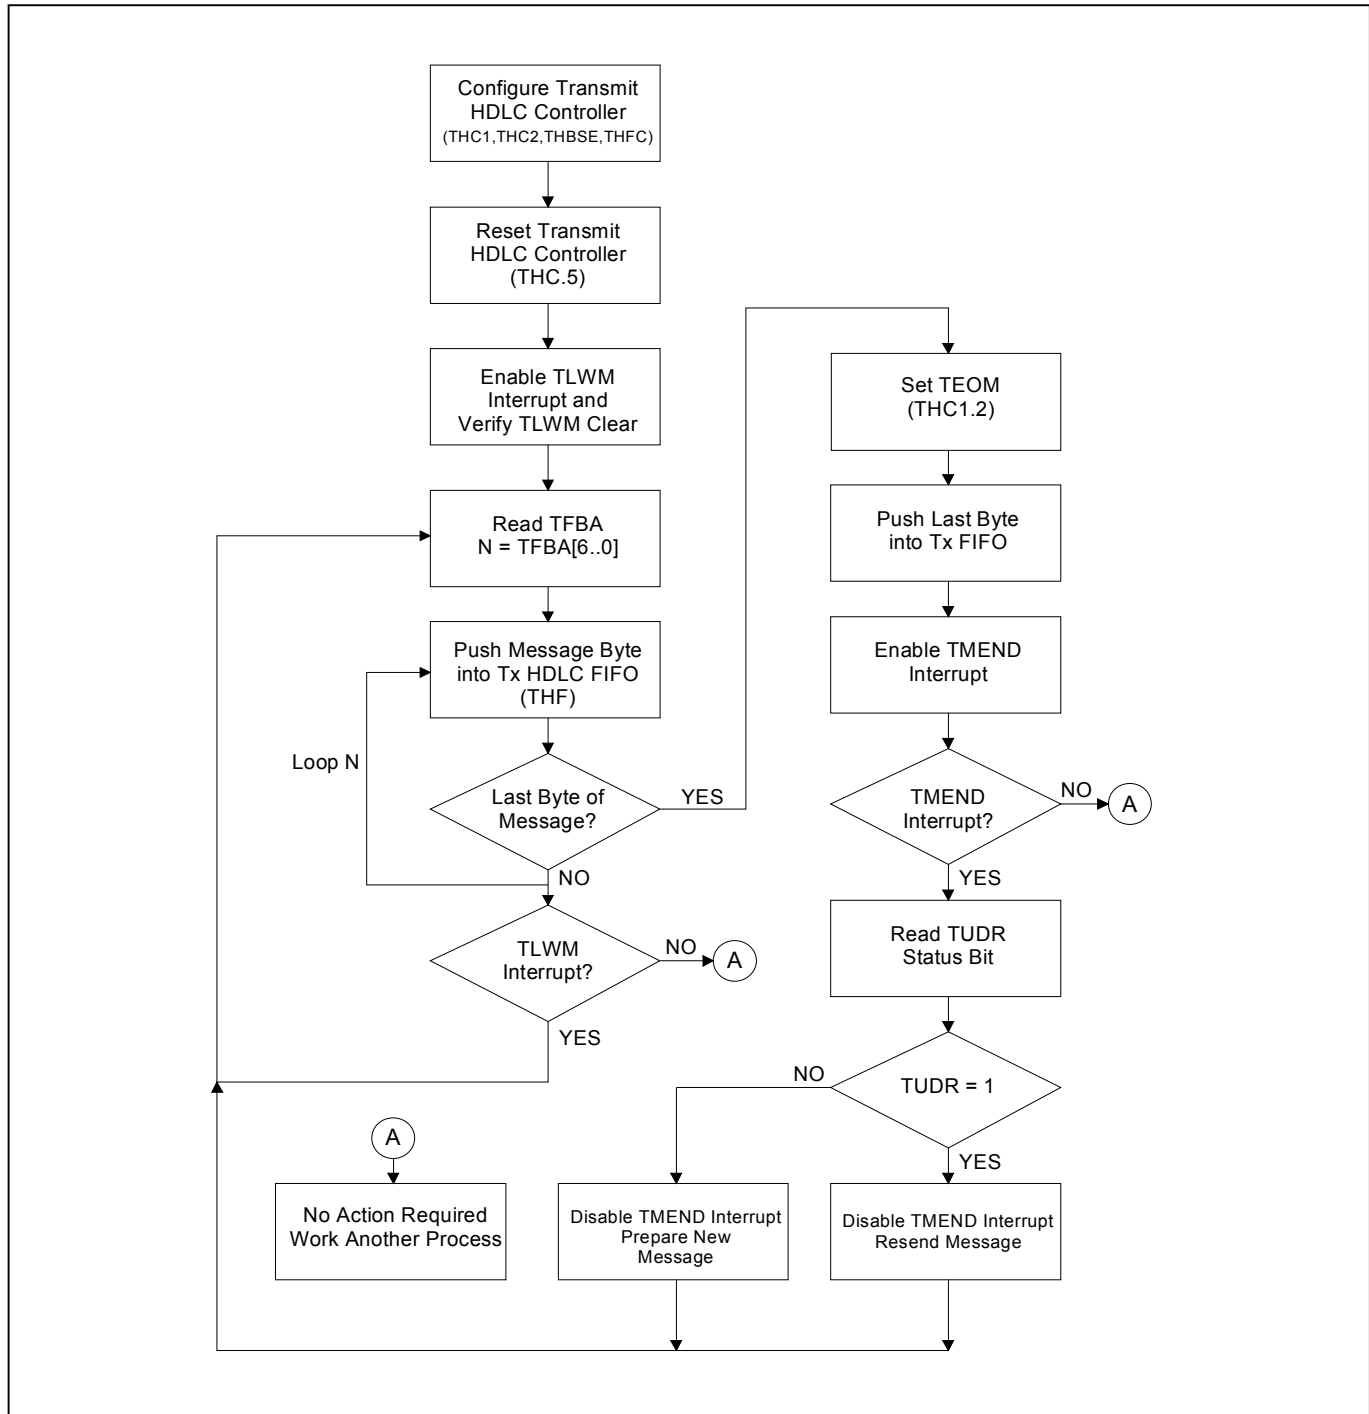 Configure Transmit
HDLC Controller
(THC1,THC2,THBSE,THFC)
Reset Transmit
HDLC Controller
(THC.5)
Enable TLWM
Interrupt and
Verify TLWM Clear
Read TFBA
N = TFBA[6..0]
Push Message Byte
into Tx HDLC FIFO
(THF)
Loop N
Last Byte of
Message?
YES
NO
TLWM
Interrupt?
NO
A
YES
Set TEOM
(THC1.2)
Push Last Byte
into Tx FIFO
Enable TMEND
Interrupt
TMEND
Interrupt?
NO
A
YES
Read TUDR
Status Bit
TUDR = 1
NO
YES
A
No Action Required
Work Another Process
Disable TMEND Interrupt
Prepare New
Message
Disable TMEND Interrupt
Resend Message